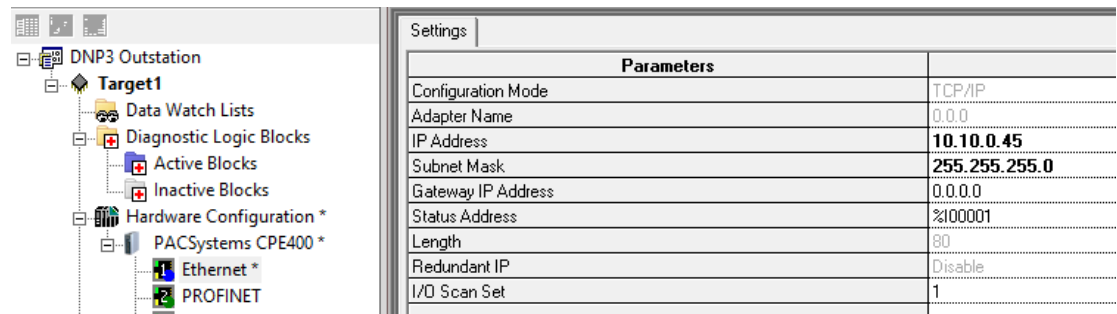 DNP3 Outstation
Target1
Data Watch Lists
Diagnostic Logic Blocks
Active Blocks
Inactive Blocks
Hardware Configuration *
PACSystems CPE400 *
Ethernet *
PROFINET
Settings
Parameters
Configuration Mode TCP/IP
Adapter Name 0.0.0
IP Address 10.10.0.45
Subnet Mask 255.255.255.0
Gateway IP Address 0.0.0.0
Status Address %I00001
Length 80
Redundant IP Disable
I/O Scan Set 1